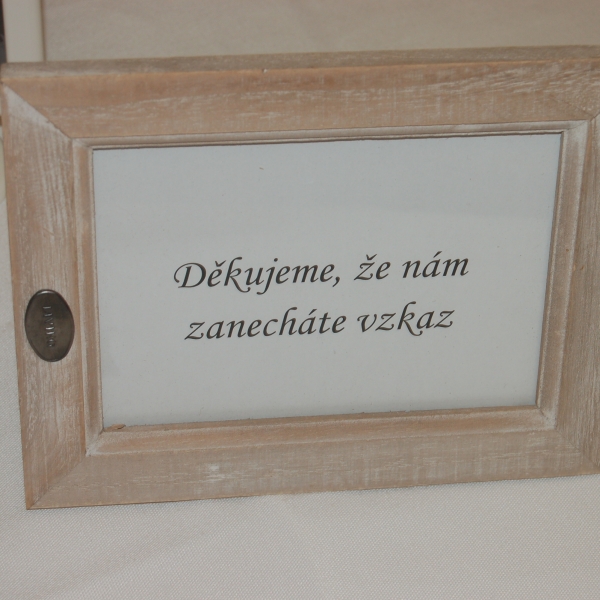 Děkujeme, že nám
zanecháte vzkaz